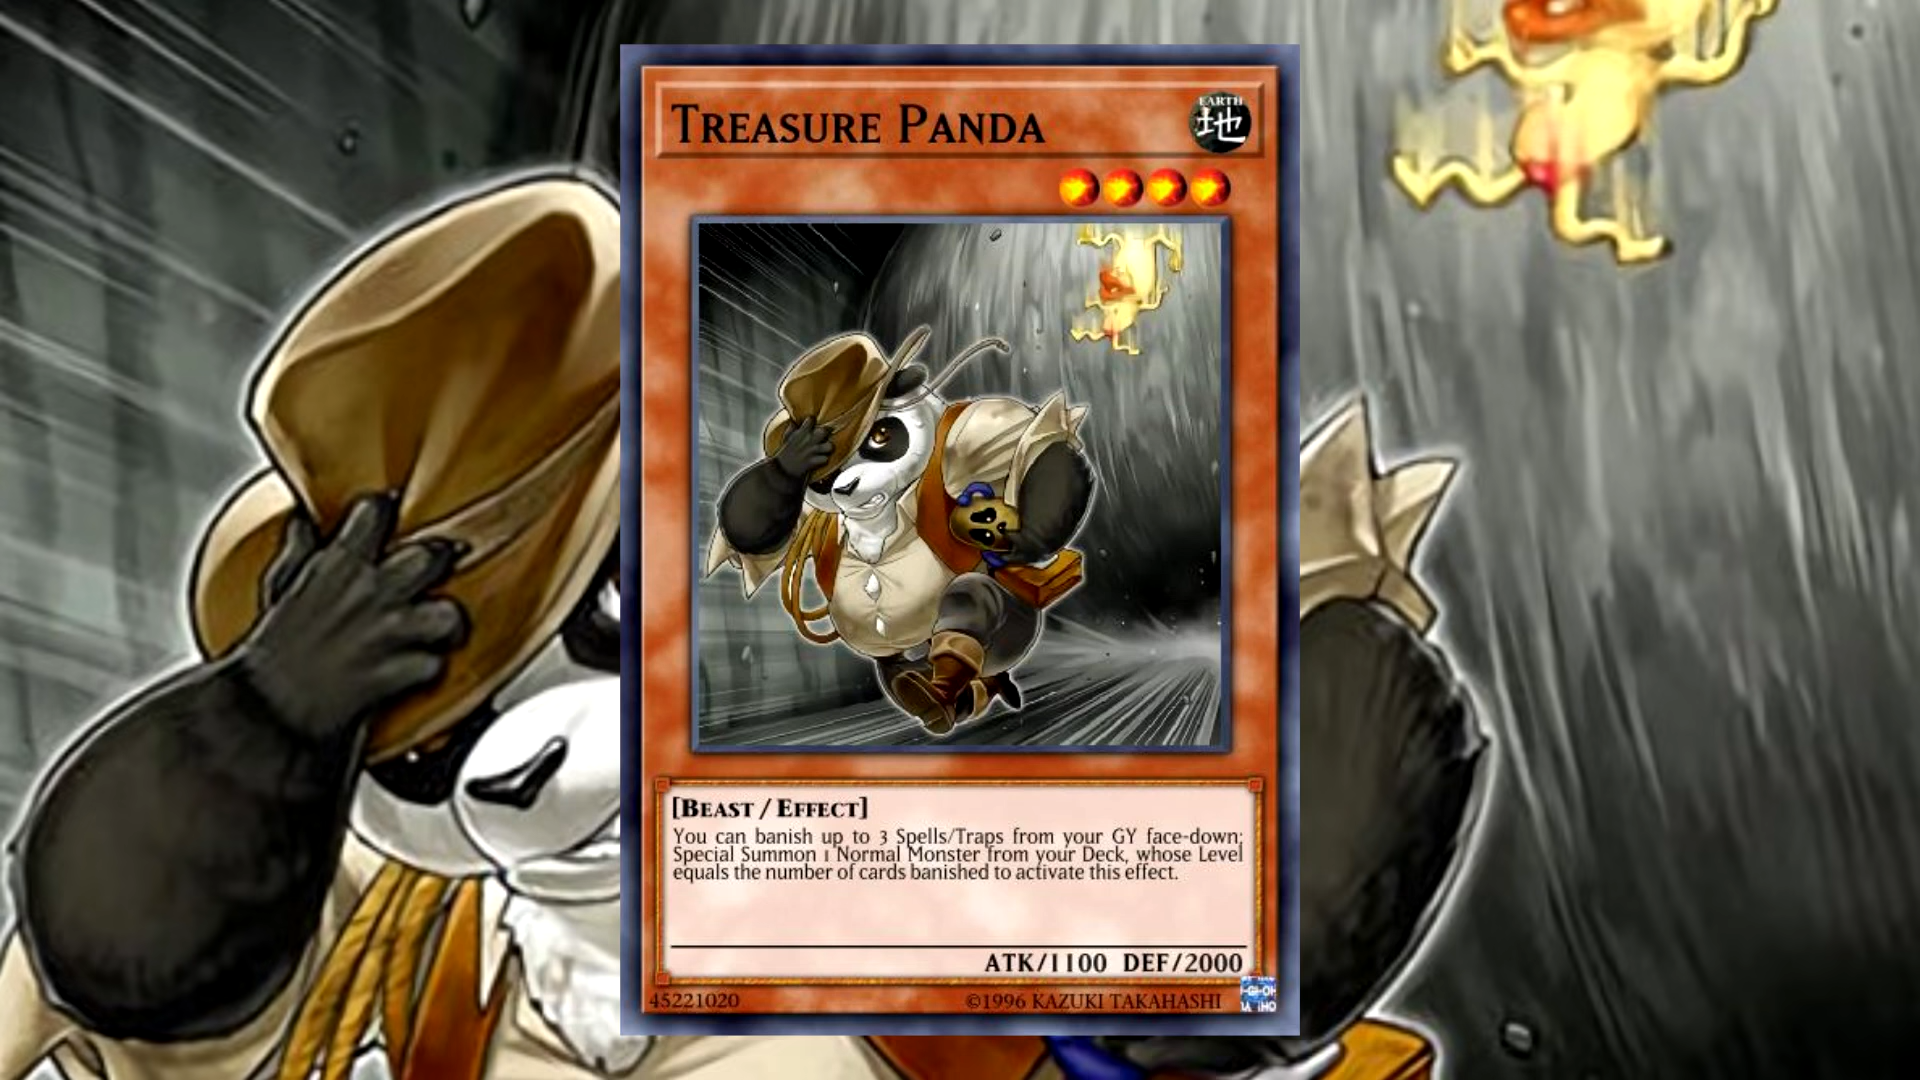 TREASURE PANDA
EARTH
地
[BEAST / EFFECT]
You can banish up to 3 Spells/Traps from your GY face-down;
Special Summon 1 Normal Monster from your Deck, whose Level
equals the number of cards banished to activate this effect.
ATK/1100 DEF/2000
45221020
©1996 KAZUKI TAKAHASHI